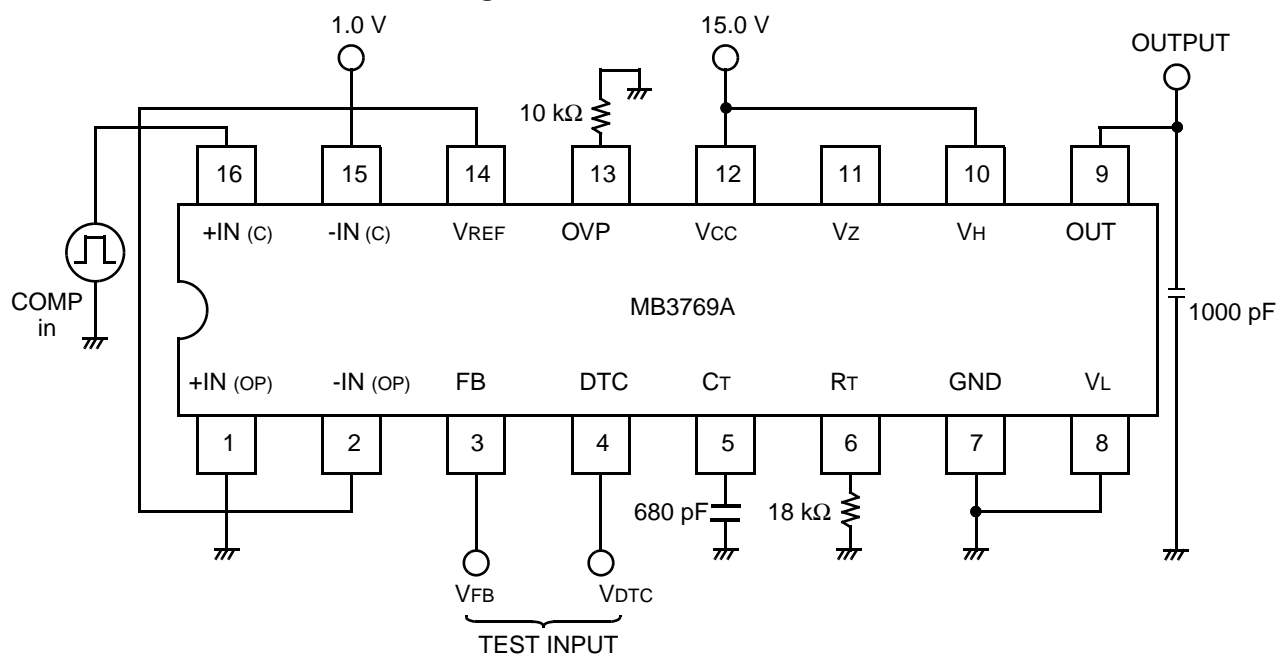 1.0 V
15.0 V
OUTPUT
10 kΩ
16
15
14
13
12
11
10
9
+IN (C)
-IN (C)
VREF
OVP
VCC
VZ
VH
OUT
COMP
in
MB3769A
1000 pF
+IN (OP)
-IN (OP)
FB
DTC
CT
RT
GND
VL
1
2
3
4
5
6
7
8
680 pF
18 kΩ
VFB
VDTC
TEST INPUT